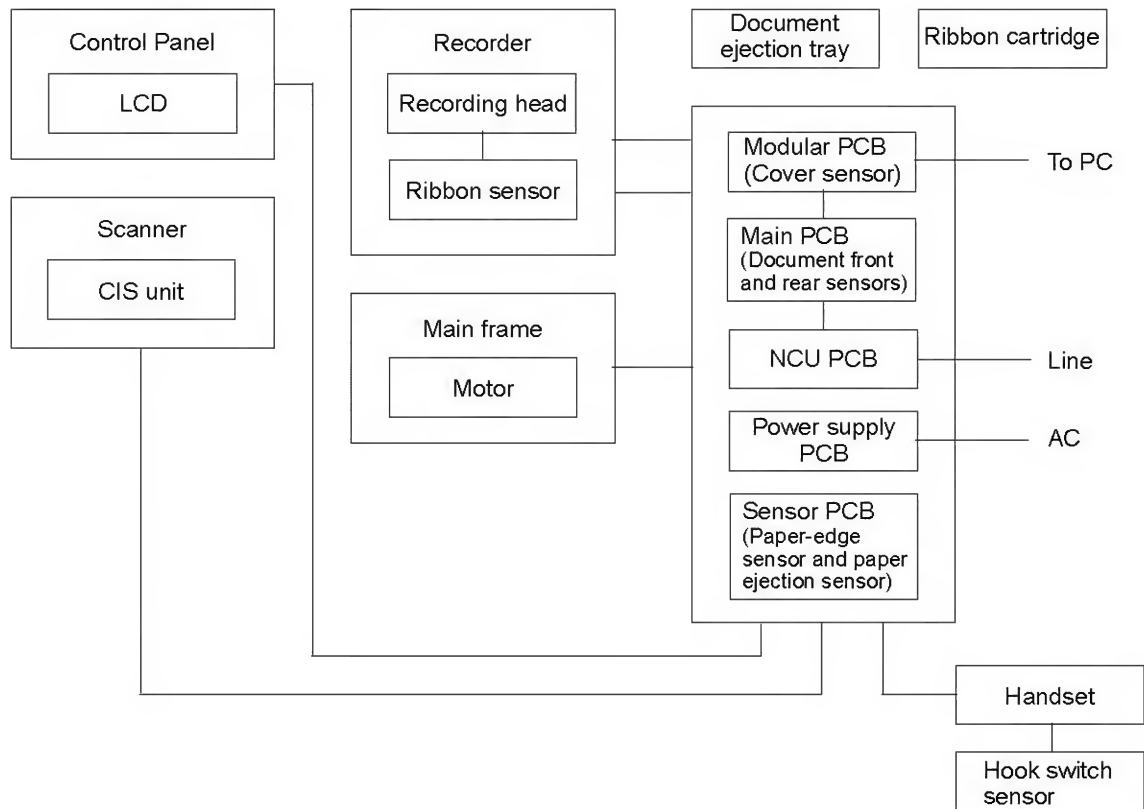 Control Panel
LCD
Scanner
CIS unit
Recorder
Recording head
Ribbon sensor
Main frame
Motor
Document
ejection tray
Ribbon cartridge
Modular PCB
(Cover sensor)
Main PCB
(Document front
and rear sensors)
NCU PCB
Power supply
PCB
Sensor PCB
(Paper-edge
sensor and paper
ejection sensor)
To PC
Line
AC
Handset
Hook switch
sensor